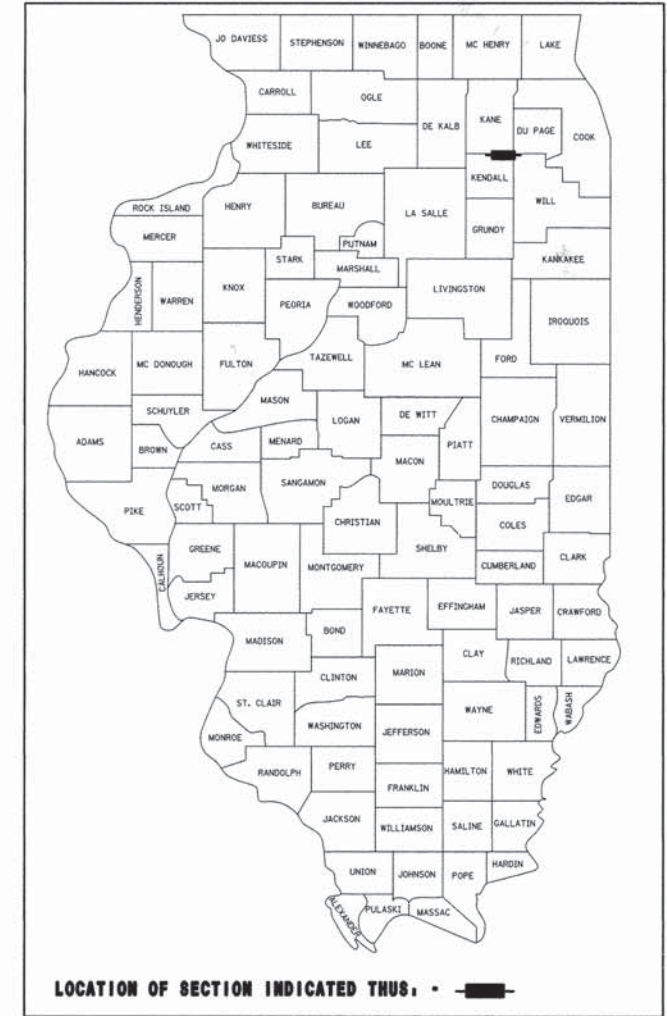 JO DAVIESS
STEPHENSON
WINNEBAGO
BOONE
MC HENRY
LAKE
CARROLL
OGLE
DE KALB
KANE
DU PAGE
COOK
WHITESIDE
LEE
KENDALL
WILL
ROCK ISLAND
HENRY
BUREAU
LA SALLE
GRUNDY
MERCER
PUTNAM
KANKAKEE
STARK
MARSHALL
HENDERSON
WARREN
KNOX
PEORIA
WOODFORD
LIVINGSTON
IROQUOIS
HANCOCK
MC DONOUGH
FULTON
TAZEWELL
MC LEAN
FORD
MASON
SCHUYLER
LOGAN
DE WITT
CHAMPAIGN
VERMILION
ADAMS
BROWN
CASS
MENARD
PIATT
MACON
PIKE
SCOTT
MORGAN
SANGAMON
MOULTRIE
DOUGLAS
EDGAR
CHRISTIAN
COLES
CALHOUN
GREENE
MACOUPIN
MONTGOMERY
SHELBY
CUMBERLAND
CLARK
JERSEY
FAYETTE
EFFINGHAM
JASPER
CRAWFORD
MADISON
BOND
CLAY
RICHLAND
LAWRENCE
CLINTON
MARION
ST. CLAIR
WAYNE
EDWARDS
WABASH
MONROE
WASHINGTON
JEFFERSON
RANDOLPH
PERRY
HAMILTON
WHITE
FRANKLIN
JACKSON
WILLIAMSON
SALINE
GALLATIN
UNION
JOHNSON
POPE
HARDIN
ALEXANDER
PULASKI
MASSAC
LOCATION OF SECTION INDICATED THUS: -